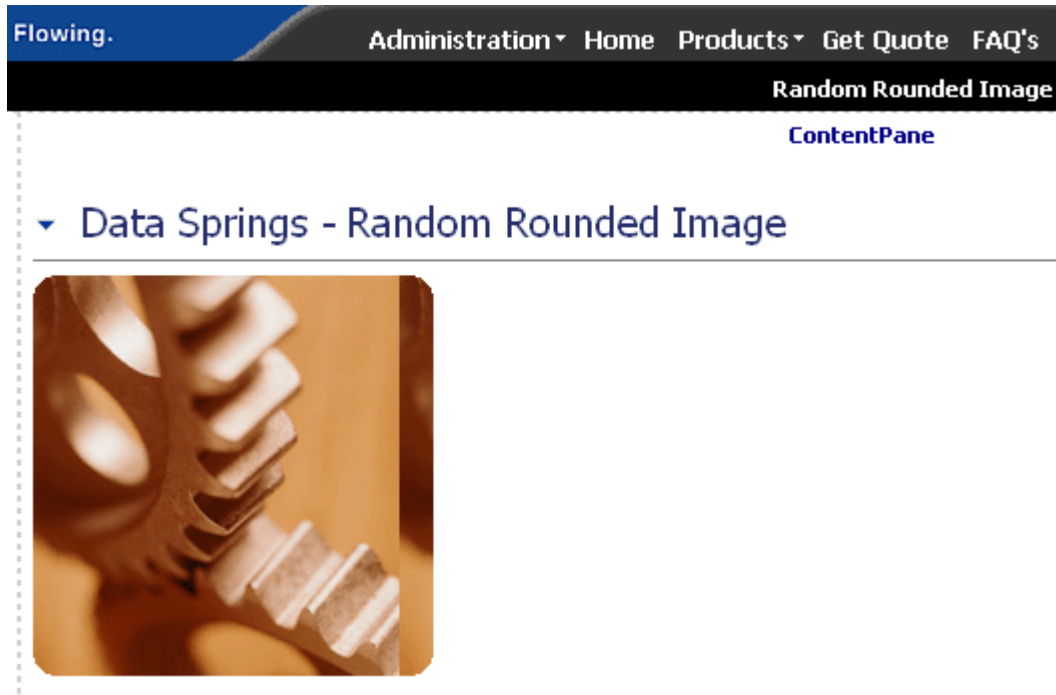 Flowing.
Administration Home Products Get Quote FAQ's
Random Rounded Image
ContentPane
Data Springs - Random Rounded Image